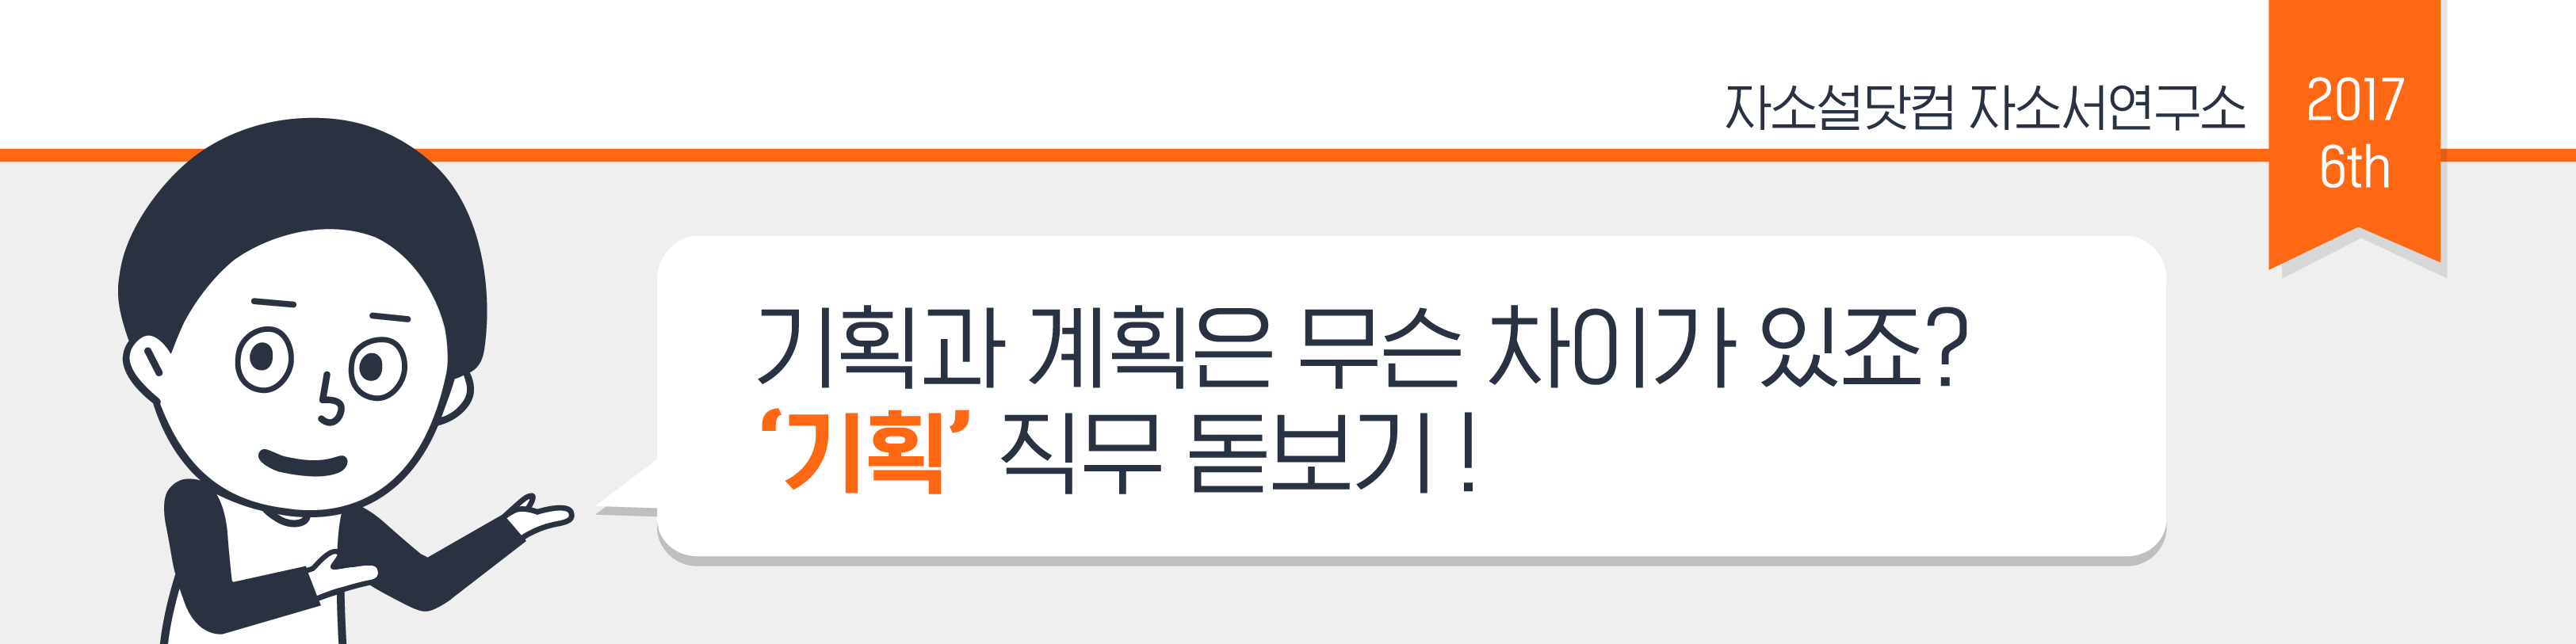 자소설닷컴 자소서연구소
2017
6th
기획과 계획은 무슨 차이가 있죠?
‘기획’ 직무 돋보기!